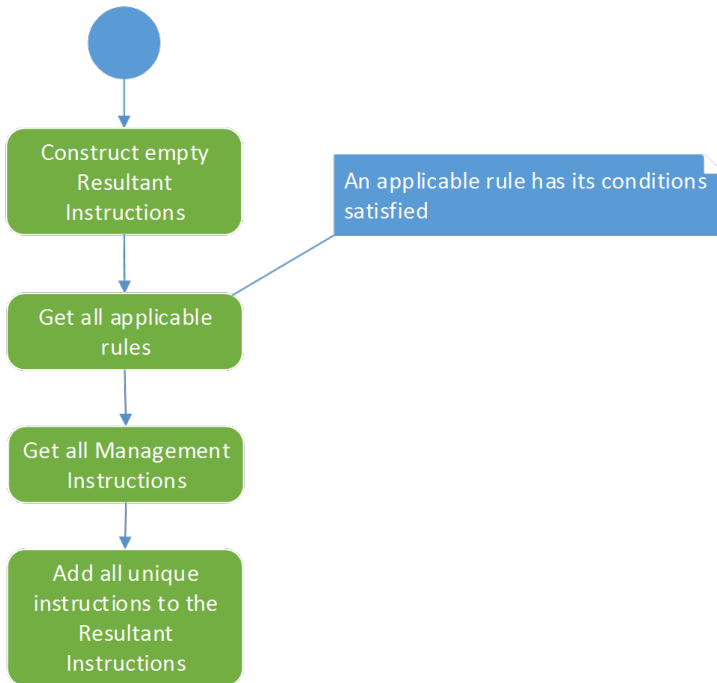 Construct empty
Resultant
Instructions
An applicable rule has its conditions
satisfied
Get all applicable
rules
Get all Management
Instructions
Add all unique
instructions to the
Resultant
Instructions